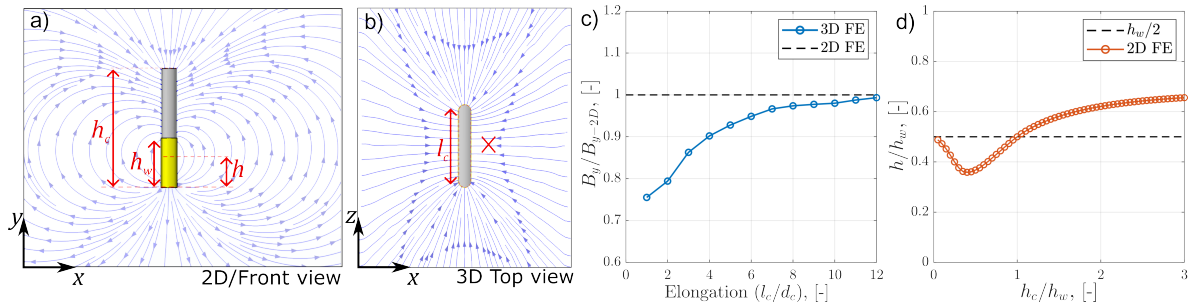 a)
h_c
h_w
h
y
x
2D/Front view
b)
l_c
z
x
3D Top view
c)
3D FE
2D FE
B_y/B_{y-2D}, [-]
1.2
1.1
1
0.9
0.8
0.7
0.6
0 2 4 6 8 10 12
Elongation (l_c/d_c), [-]
d)
h_w/2
2D FE
h/h_w [-]
1
0.8
0.6
0.4
0.2
0
0 1 2 3
h_c/h_w, [-]